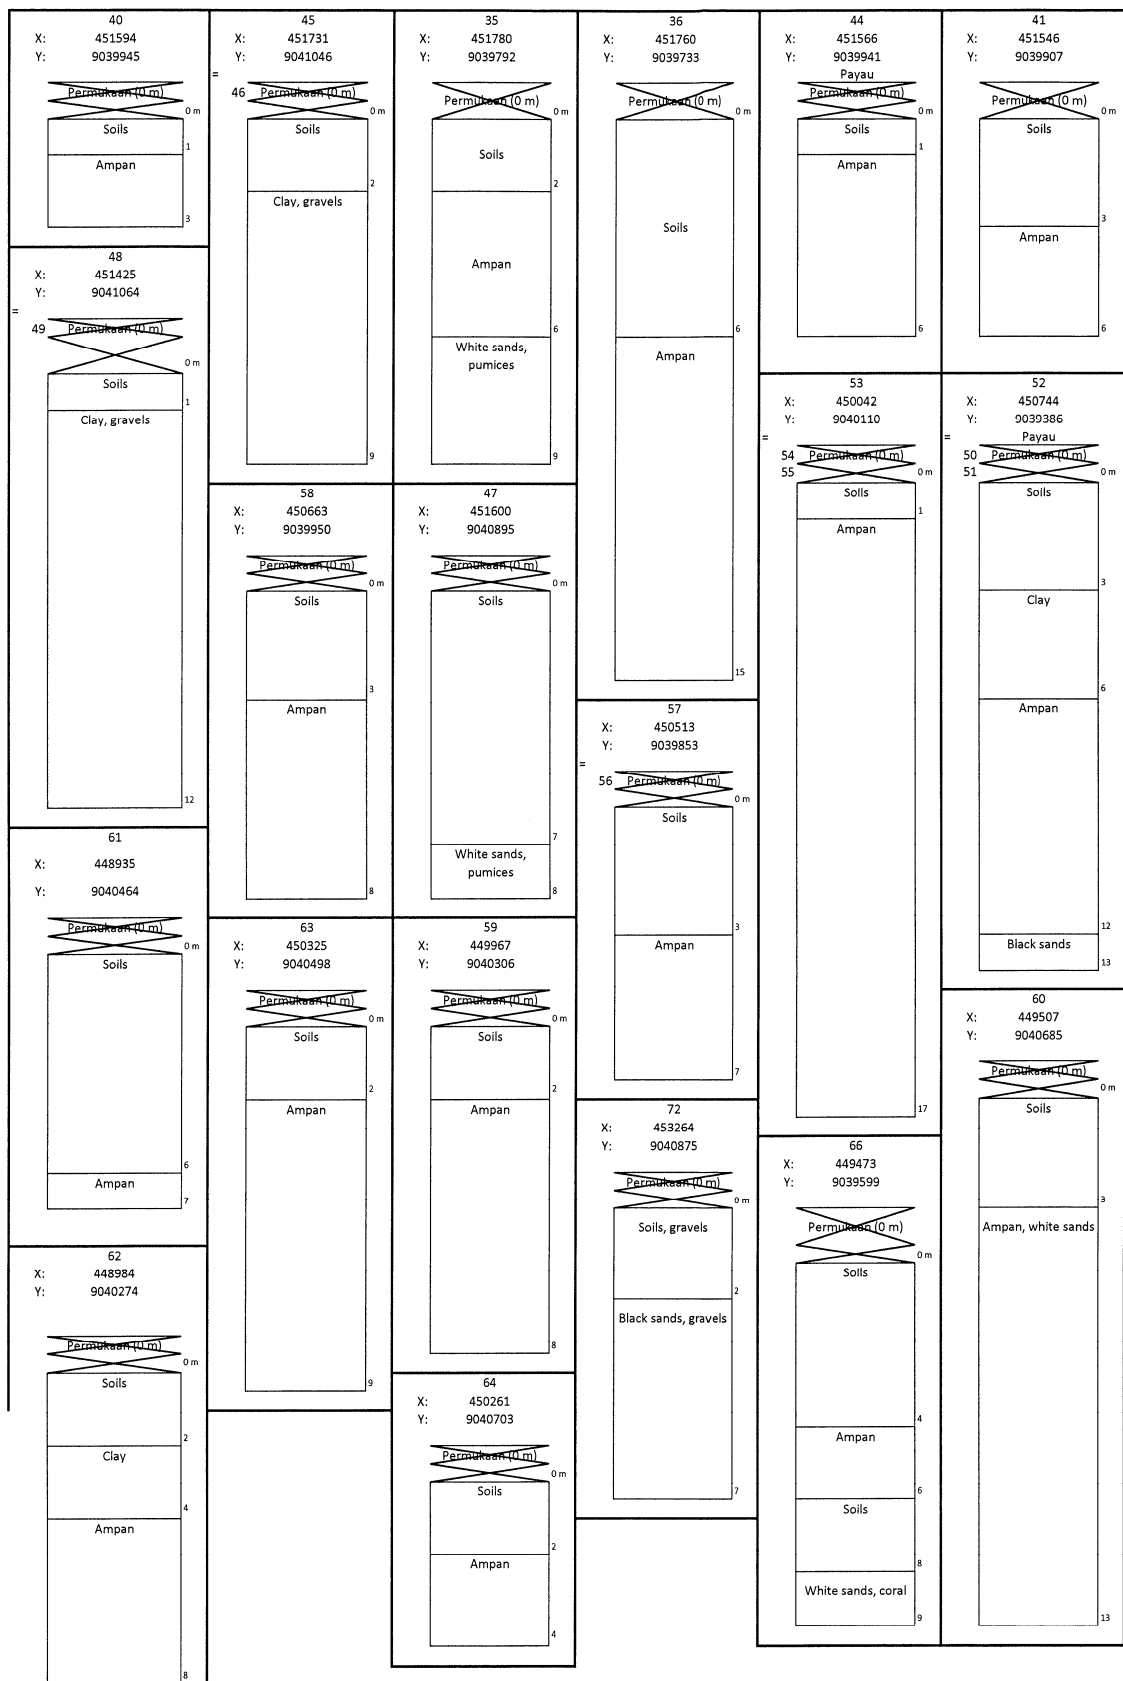 40
X: 451594
Y: 9039945
Permukaan (0 m)
0 m
Soils
1
Ampan
3
48
X: 451425
Y: 9041064
=
49 Permukaan (0 m)
0 m
Soils
1
Clay, gravels
12
61
X: 448935
Y: 9040464
Permukaan (0 m)
0 m
Soils
6
Ampan
7
62
X: 448984
Y: 9040274
Permukaan (0 m)
0 m
Soils
2
Clay
4
Ampan
8
45
X: 451731
Y: 9041046
=
46 Permukaan (0 m)
0 m
Soils
2
Clay, gravels
9
58
X: 450663
Y: 9039950
Permukaan (0 m)
0 m
Soils
3
Ampan
8
63
X: 450325
Y: 9040498
Permukaan (0 m)
0 m
Soils
2
Ampan
9
35
X: 451780
Y: 9039792
Permukaan (0 m)
0 m
Soils
2
Ampan
6
White sands,
pumices
9
47
X: 451600
Y: 9040895
Permukaan (0 m)
0 m
Soils
7
White sands,
pumices
8
59
X: 449967
Y: 9040306
Permukaan (0 m)
0 m
Soils
2
Ampan
8
64
X: 450261
Y: 9040703
Permukaan (0 m)
0 m
Soils
2
Ampan
4
36
X: 451760
Y: 9039733
Permukaan (0 m)
0 m
Soils
6
Ampan
15
57
X: 450513
Y: 9039853
=
56 Permukaan (0 m)
0 m
Soils
3
Ampan
7
72
X: 453264
Y: 9040875
Permukaan (0 m)
0 m
Soils, gravels
2
Black sands, gravels
7
44
X: 451566
Y: 9039941
Payau
Permukaan (0 m)
0 m
Soils
1
Ampan
6
53
X: 450042
Y: 9040110
=
54 Permukaan (0 m)
55
0 m
Soils
1
Ampan
17
66
X: 449473
Y: 9039599
Permukaan (0 m)
0 m
Soils
4
Ampan
6
Soils
8
White sands, coral
9
41
X: 451546
Y: 9039907
Permukaan (0 m)
0 m
Soils
3
Ampan
6
52
X: 450744
Y: 9039386
=
Payau
50 Permukaan (0 m)
51
0 m
Soils
3
Clay
6
Ampan
12
Black sands
13
60
X: 449507
Y: 9040685
Permukaan (0 m)
0 m
Soils
3
Ampan, white sands
13